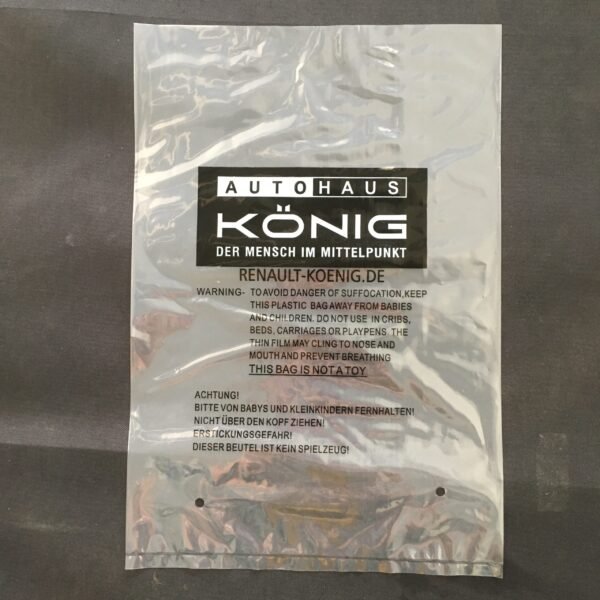 AUTOHAUS
KÖNIG
DER MENSCH IM MITTELPUNKT
RENAULT-KOENIG.DE
WARNING- TO AVOID DANGER OF SUFFOCATION,KEEP
THIS PLASTIC BAG AWAY FROM BABIES
AND CHILDREN. DO NOT USE IN CRIBS,
BEDS, CARRIAGES OR PLAYPENS. THE
THIN FILM MAY CLING TO NOSE AND
MOUTH AND PREVENT BREATHING
THIS BAG IS NOT A TOY
ACHTUNG!
BITTE VON BABYS UND KLEINKINDERN FERNHALTEN!
NICHT ÜBER DEN KOPF ZIEHEN!
ERSTICKUNGSGEFAHR!
DIESER BEUTEL IST KEIN SPIELZEUG!